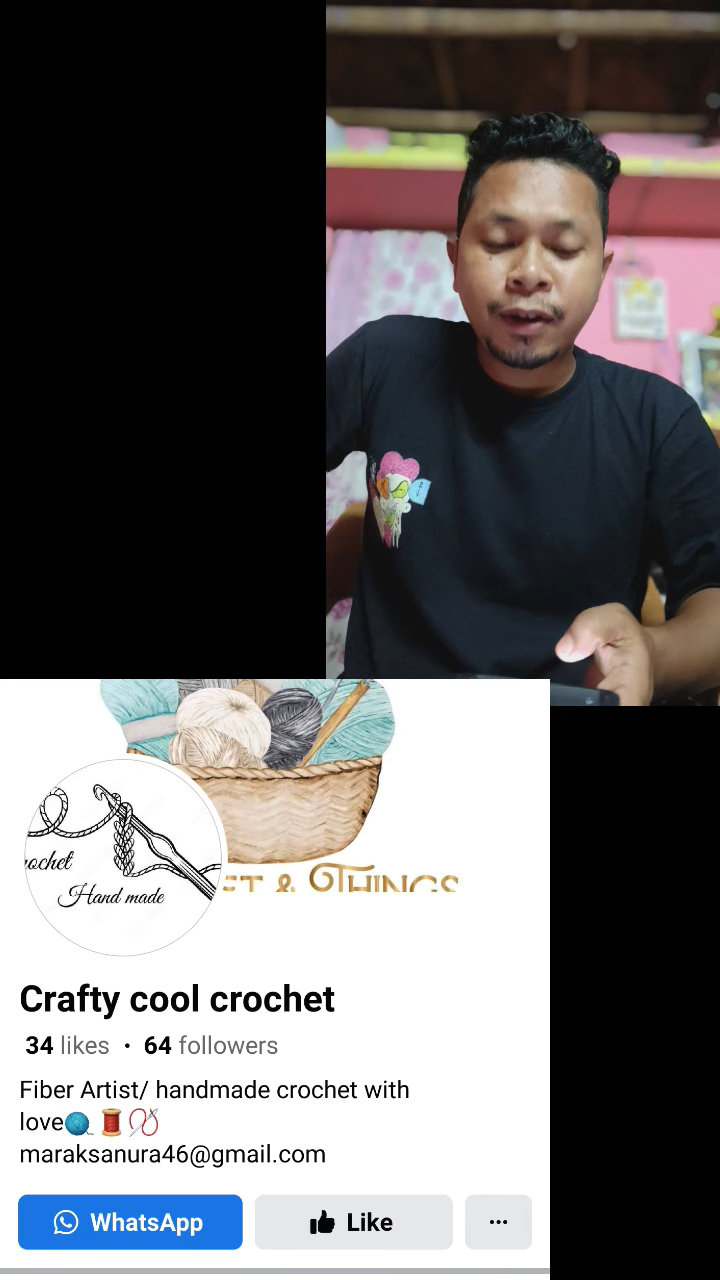 Hand made
& THINGS
Crafty cool crochet
34 likes · 64 followers
Fiber Artist/ handmade crochet with
love🧶🧵🪡
maraksanura46@gmail.com
WhatsApp
Like
...